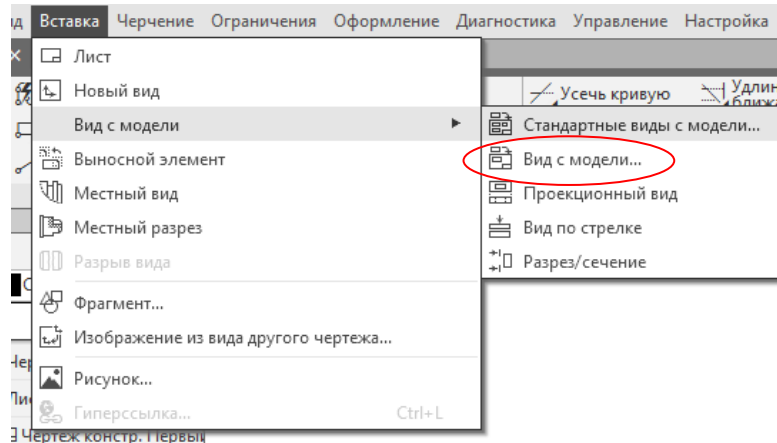 Вставка Черчение Ограничения Оформление Диагностика Управление Настройка
Лист
Новый вид
Усечь кривую
Вид с модели
Стандартные виды с модели...
Выносной элемент
Вид с модели...
Местный вид
Проекционный вид
Местный разрез
Вид по стрелке
Разрыв вида
Разрез/сечение
Фрагмент...
Изображение из вида другого чертежа...
Рисунок...
Гиперссылка... Ctrl+L
Чертеж констр. Первый